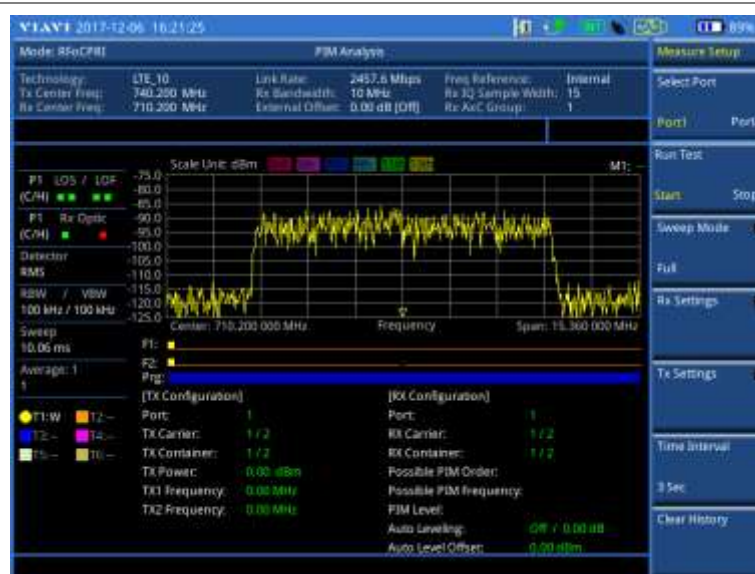 VIAVI 2017-12-06 16:21:25
89%
Mode: RFoCPRI
PIM Analysis
Measure Setup
Technology: LTE_10
Link Rate: 2457.6 Mbps
Freq Reference: Internal
Tx Center Freq: 740.200 MHz
Rx Bandwidth: 10 MHz
Rx IQ Sample Width: 15
Rx Center Freq: 710.200 MHz
External Offset: 0.00 dB [Off]
Rx AxC Group: 1
Select Port
Port1 Port
Run Test
Start Stop
Sweep Mode
Full
Rx Settings
Tx Settings
Time Interval
3 Sec
Clear History
P1 LOS / LOF
(C/H)
P1 Rx Optic
(C/H)
Detector
RMS
RBW / VBW
100 kHz / 100 kHz
Sweep
10.06 ms
Average: 1
1
T1:W T2:--
T3:-- T4:--
T5:-- T6:--
Scale Unit: dBm
M1: --
-75.0
-80.0
-85.0
-90.0
-95.0
-100.0
-105.0
-110.0
-115.0
-120.0
-125.0
Center: 710.200 000 MHz
Frequency
Span: 15.360 000 MHz
F1:
F2:
Prg:
[TX Configuration]
Port: 1
TX Carrier: 1 / 2
TX Container: 1 / 2
TX Power: 0.00 dBm
TX1 Frequency: 0.00 MHz
TX2 Frequency: 0.00 MHz
[RX Configuration]
Port: 1
RX Carrier: 1 / 2
RX Container: 1 / 2
Possible PIM Order:
Possible PIM Frequency:
PIM Level:
Auto Leveling: Off / 0.00 dB
Auto Level Offset: 0.00 dBm